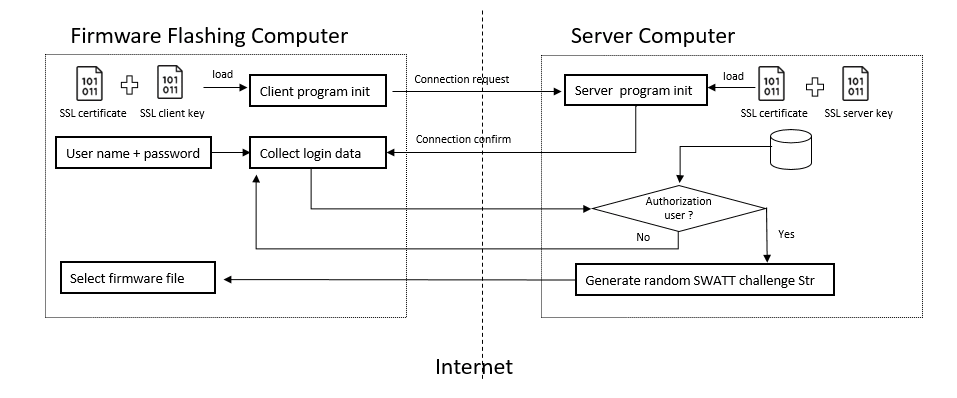 Firmware Flashing Computer
Server Computer
101
011
101
011
load
Client program init
Connection request
Server program init
load
101
011
101
011
SSL certificate
SSL client key
SSL certificate
SSL server key
User name + password
Collect login data
Connection confirm
Authorization
user ?
No
Yes
Select firmware file
Generate random SWATT challenge Str
Internet